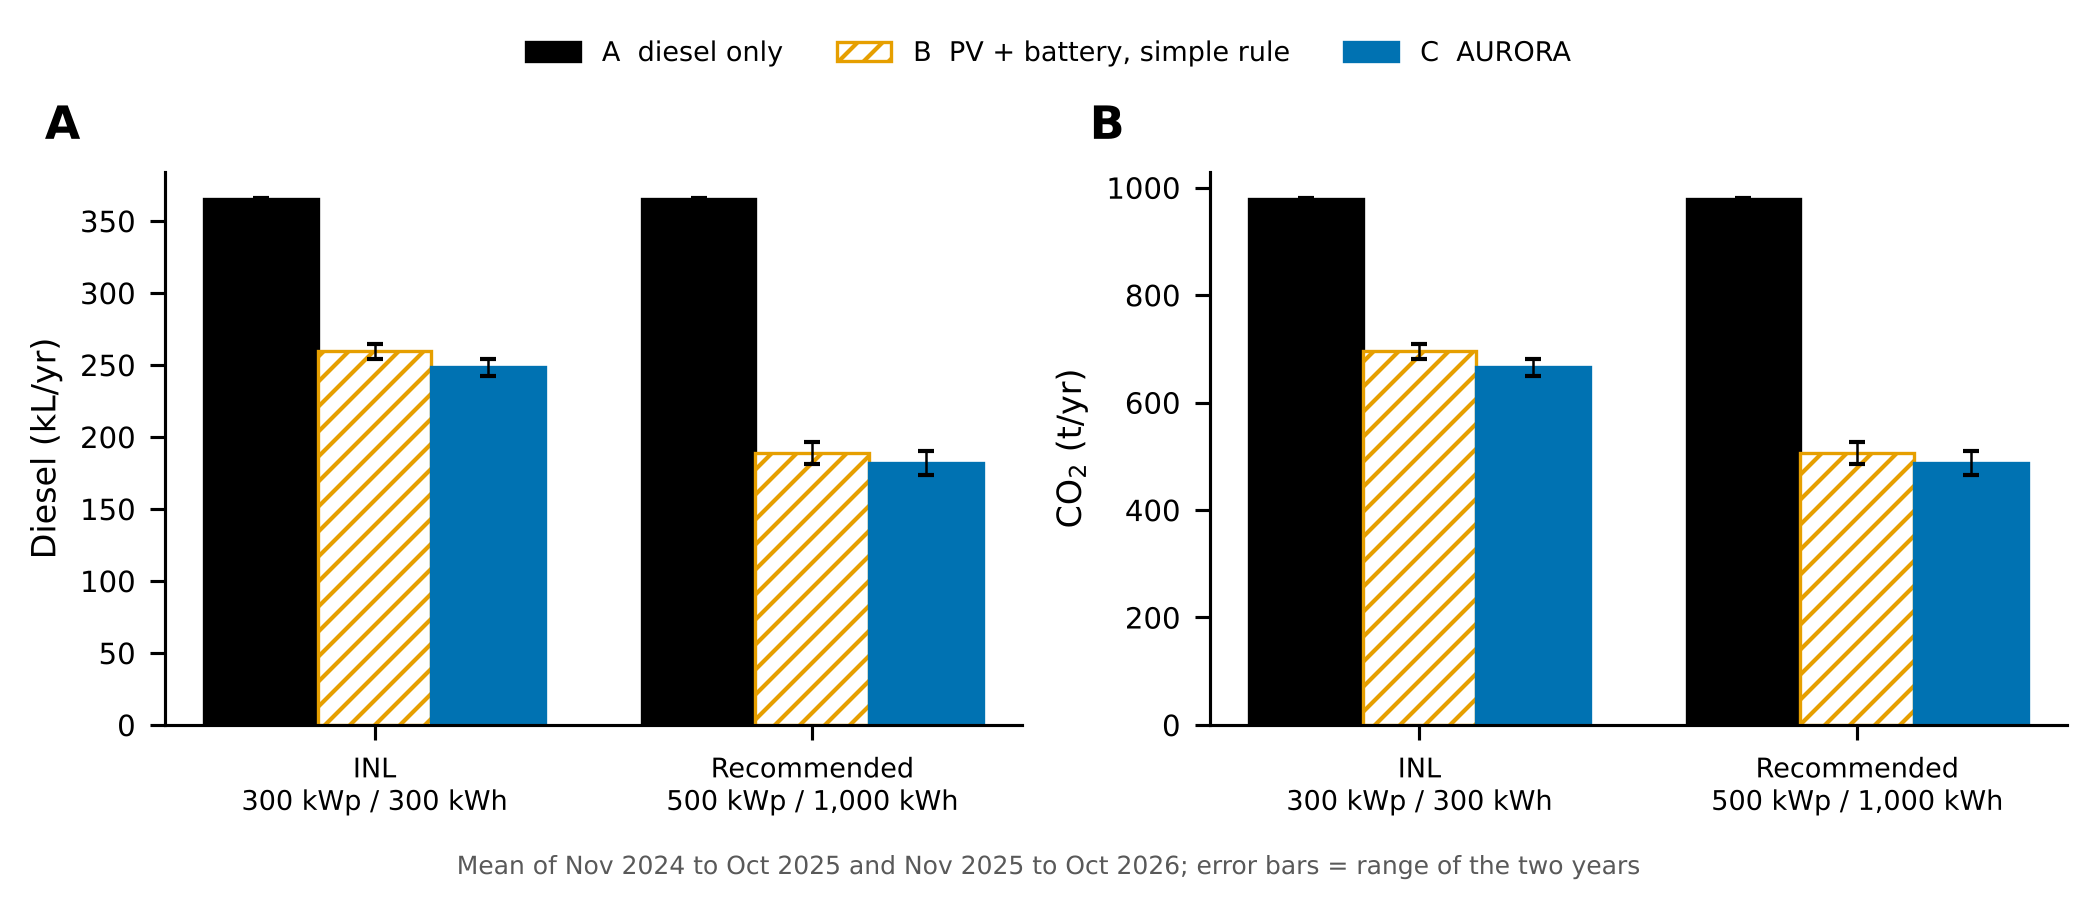 A diesel only
B PV + battery, simple rule
C AURORA
A
Diesel (kL/yr)
350
300
250
200
150
100
50
0
INL
300 kWp / 300 kWh
Recommended
500 kWp / 1,000 kWh
B
CO₂ (t/yr)
1000
800
600
400
200
0
INL
300 kWp / 300 kWh
Recommended
500 kWp / 1,000 kWh
Mean of Nov 2024 to Oct 2025 and Nov 2025 to Oct 2026; error bars = range of the two years